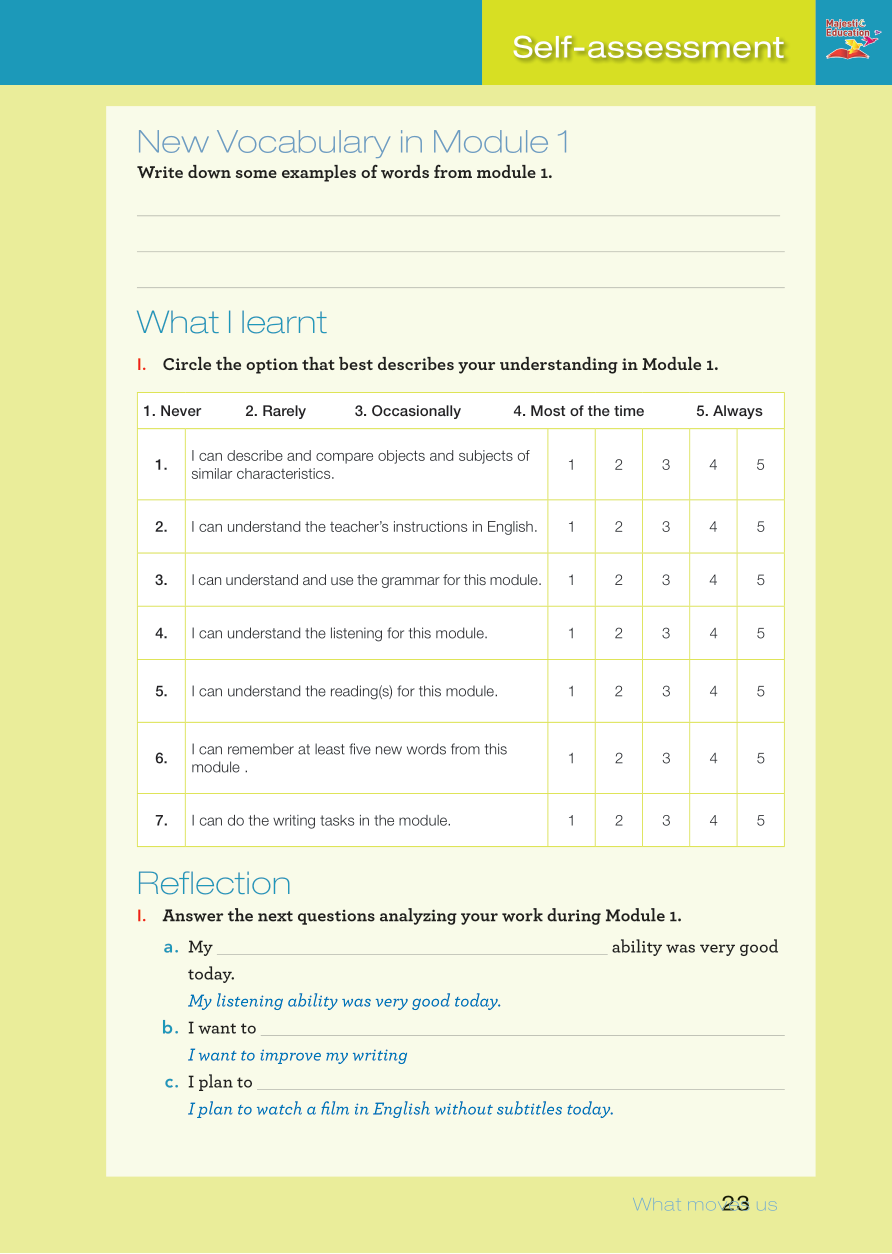 Self-assessment
Majestic
Education
New Vocabulary in Module 1
Write down some examples of words from module 1.
What I learnt
I. Circle the option that best describes your understanding in Module 1.
1. Never 2. Rarely 3. Occasionally 4. Most of the time 5. Always
1. I can describe and compare objects and subjects of
similar characteristics. 1 2 3 4 5
2. I can understand the teacher's instructions in English. 1 2 3 4 5
3. I can understand and use the grammar for this module. 1 2 3 4 5
4. I can understand the listening for this module. 1 2 3 4 5
5. I can understand the reading(s) for this module. 1 2 3 4 5
6. I can remember at least five new words from this
module . 1 2 3 4 5
7. I can do the writing tasks in the module. 1 2 3 4 5
Reflection
I. Answer the next questions analyzing your work during Module 1.
a. My ability was very good
today.
My listening ability was very good today.
b. I want to
I want to improve my writing
c. I plan to
I plan to watch a film in English without subtitles today.
What moves us 23